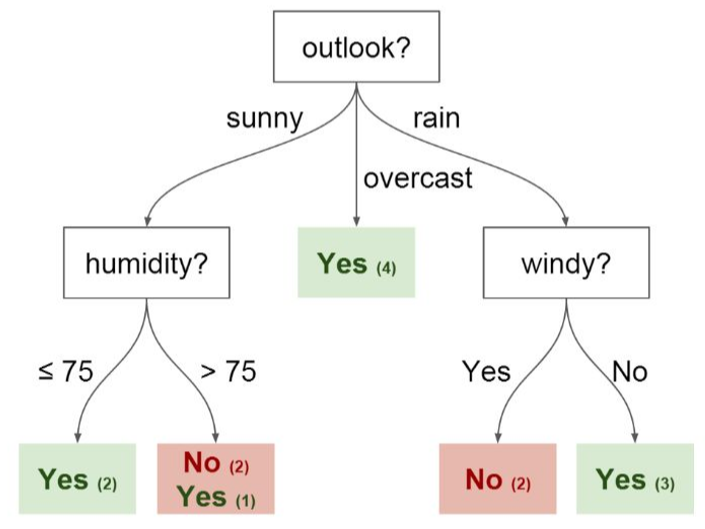 outlook?
sunny
rain
overcast
humidity?
Yes (4)
windy?
≤ 75
> 75
Yes
No
Yes (2)
No (2)
Yes (1)
No (2)
Yes (3)